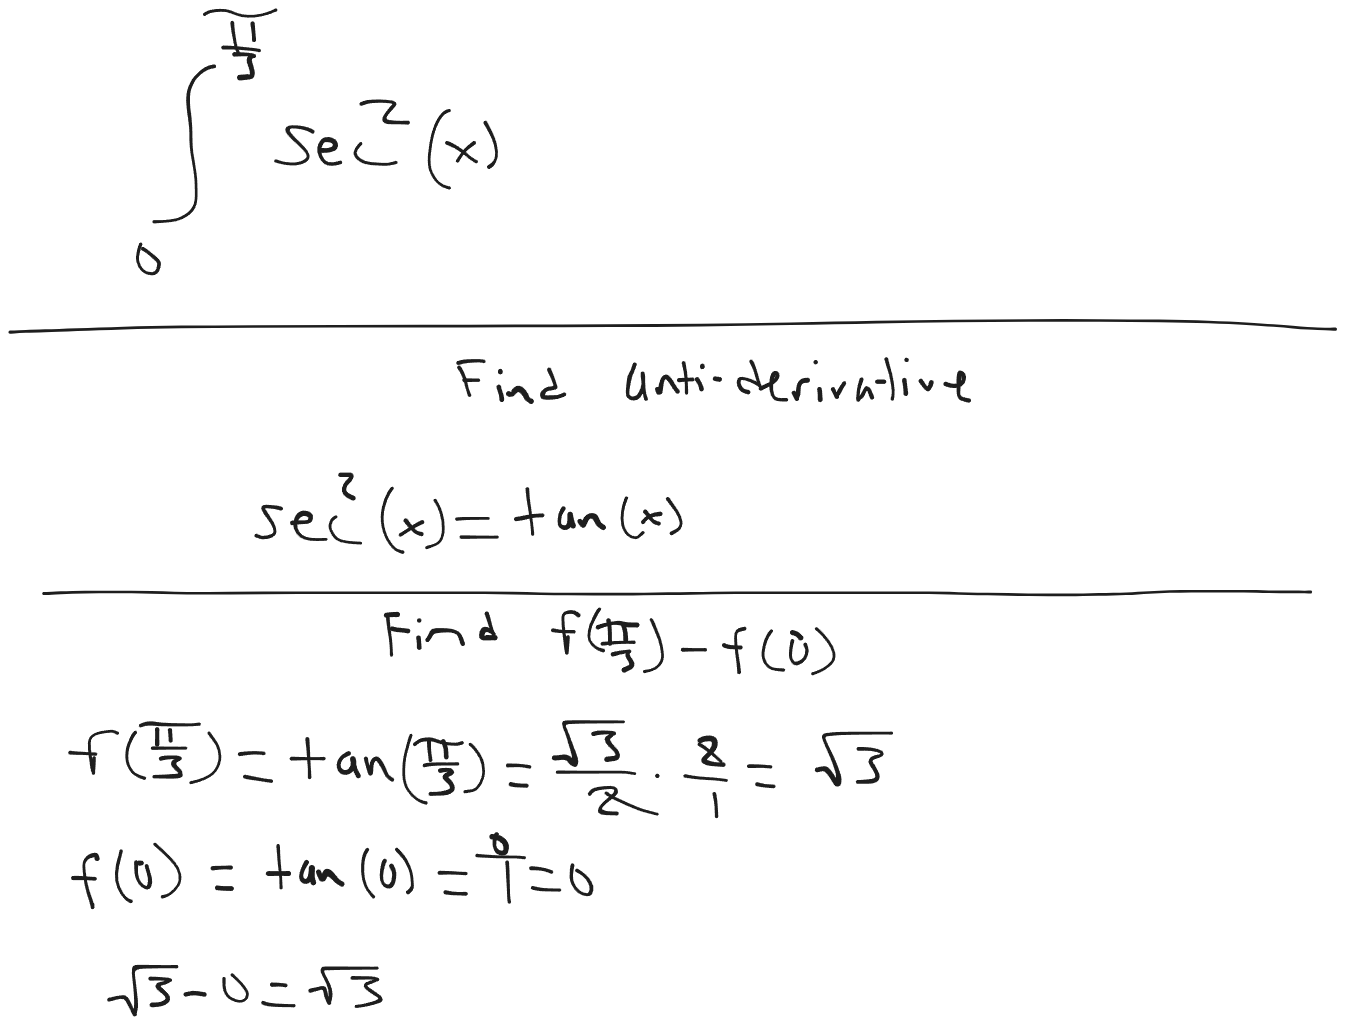 ∫₀^(π/3) sec²(x)
Find anti-derivative
sec²(x) = tan(x)
Find f(π/3) - f(0)
f(π/3) = tan(π/3) = √3/2 · 2/1 = √3
f(0) = tan(0) = 0/1 = 0
√3 - 0 = √3